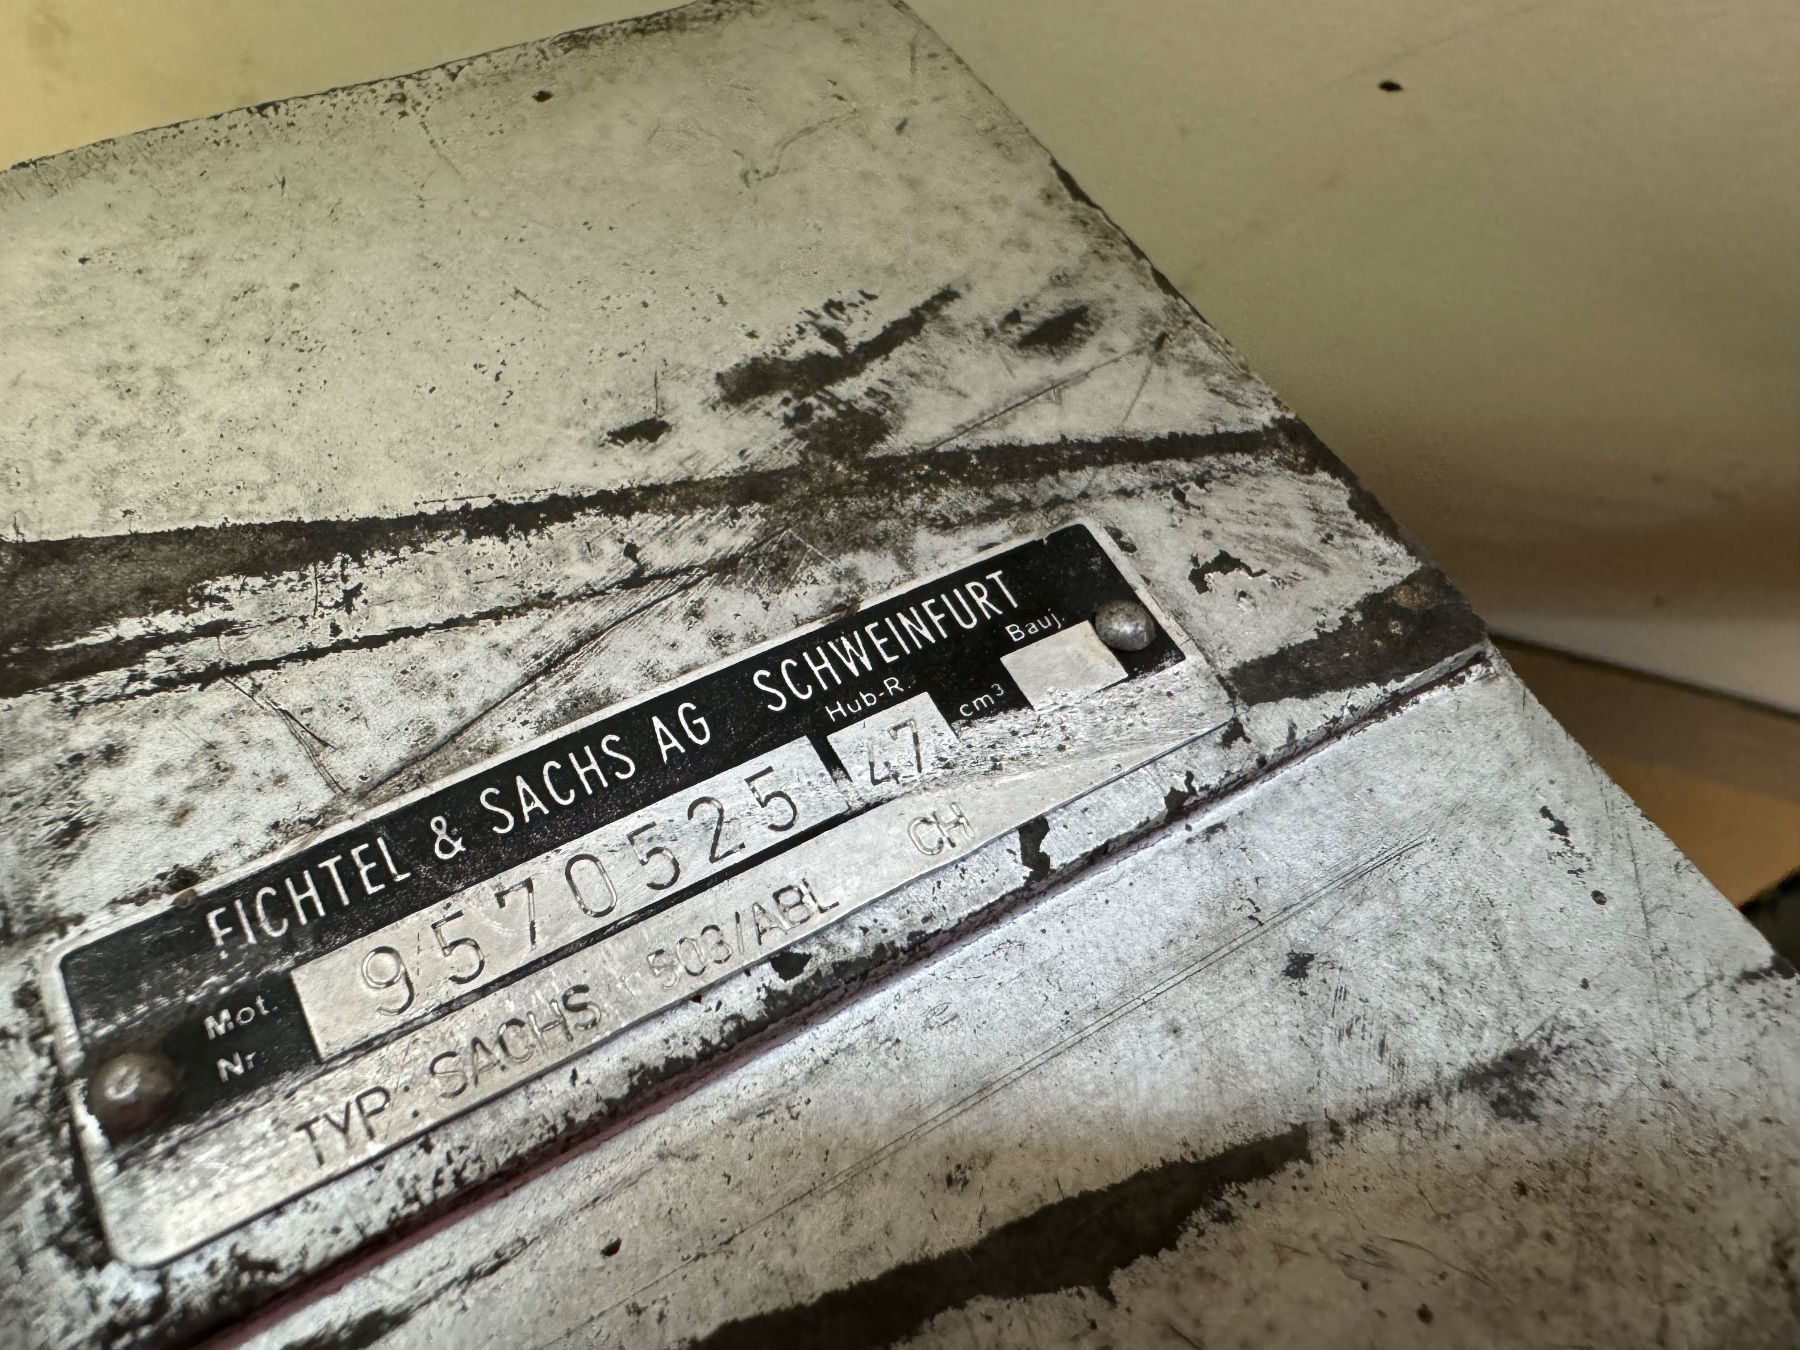 FICHTEL & SACHS AG SCHWEINFURT
Mot. Nr 9570525 Hub-R. 47 cm³ Bauj.
TYP: SACHS 503/ABL CH